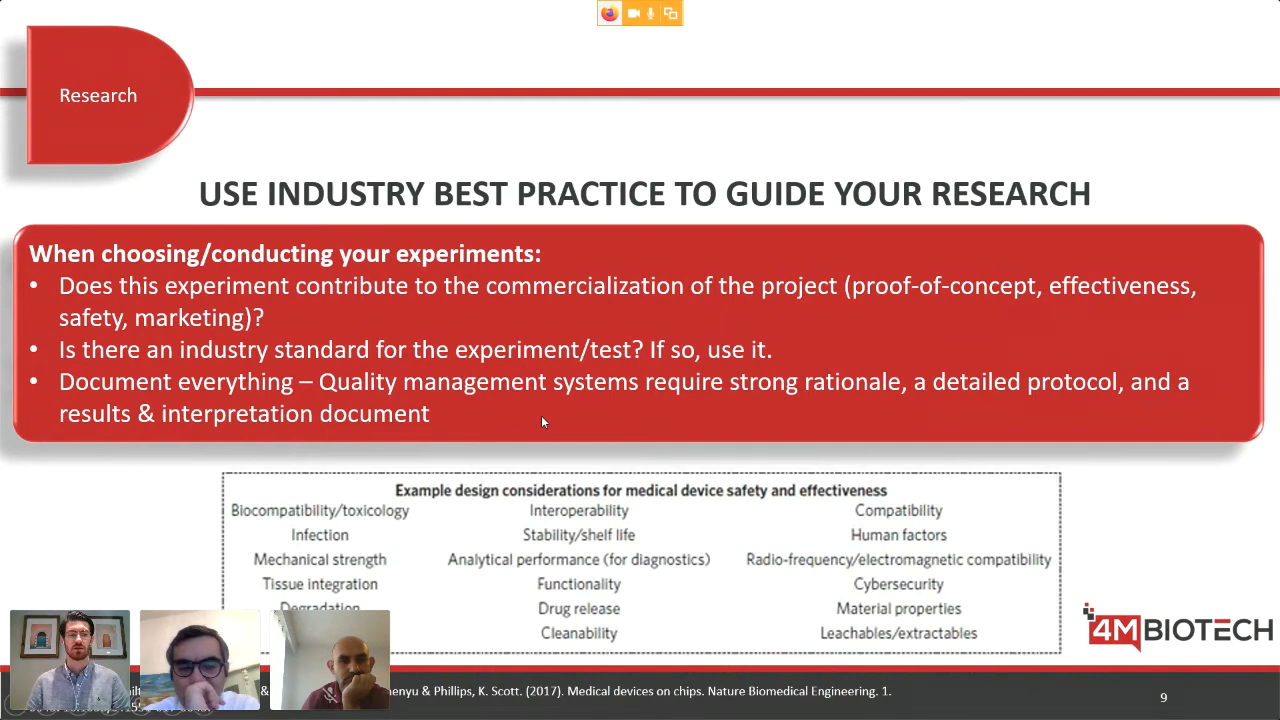 Research
USE INDUSTRY BEST PRACTICE TO GUIDE YOUR RESEARCH
When choosing/conducting your experiments:
• Does this experiment contribute to the commercialization of the project (proof-of-concept, effectiveness,
safety, marketing)?
• Is there an industry standard for the experiment/test? If so, use it.
• Document everything – Quality management systems require strong rationale, a detailed protocol, and a
results & interpretation document
Example design considerations for medical device safety and effectiveness
Biocompatibility/toxicology Interoperability Compatibility
Infection Stability/shelf life Human factors
Mechanical strength Analytical performance (for diagnostics) Radio-frequency/electromagnetic compatibility
Tissue integration Functionality Cybersecurity
Degradation Drug release Material properties
Cleanability Leachables/extractables
4MBIOTECH
& Phillips, K. Scott. (2017). Medical devices on chips. Nature Biomedical Engineering. 1.
9